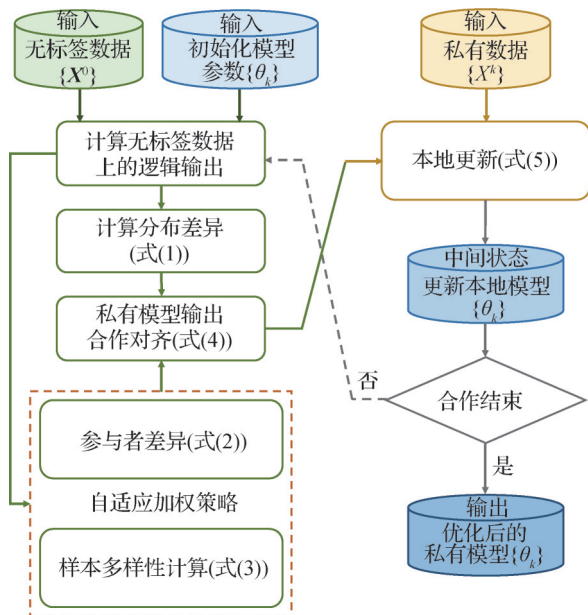 输入
无标签数据
{X⁰}
输入
初始化模型
参数{θₖ}
输入
私有数据
{Xᵏ}
计算无标签数据
上的逻辑输出
计算分布差异
(式(1))
私有模型输出
合作对齐(式(4))
参与者差异(式(2))
自适应加权策略
样本多样性计算(式(3))
本地更新(式(5))
中间状态
更新本地模型
{θₖ}
否
合作结束
是
输出
优化后的
私有模型{θₖ}